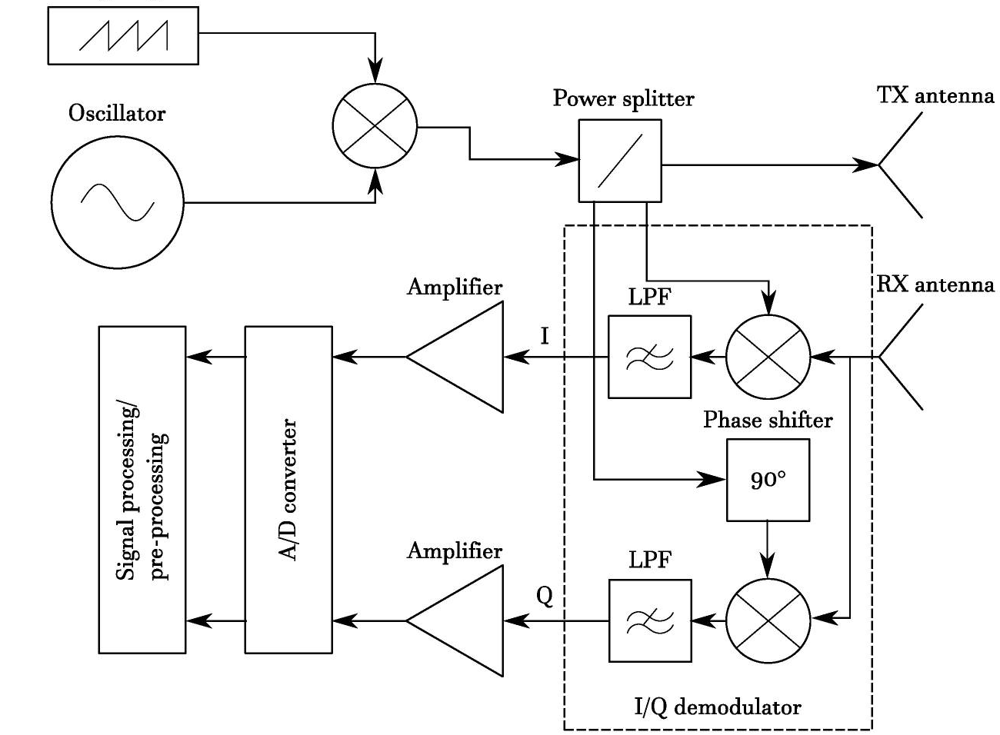 Oscillator
Power splitter
TX antenna
Amplifier
LPF
RX antenna
I
Phase shifter
90°
Signal processing/
pre-processing
A/D converter
Amplifier
LPF
Q
I/Q demodulator